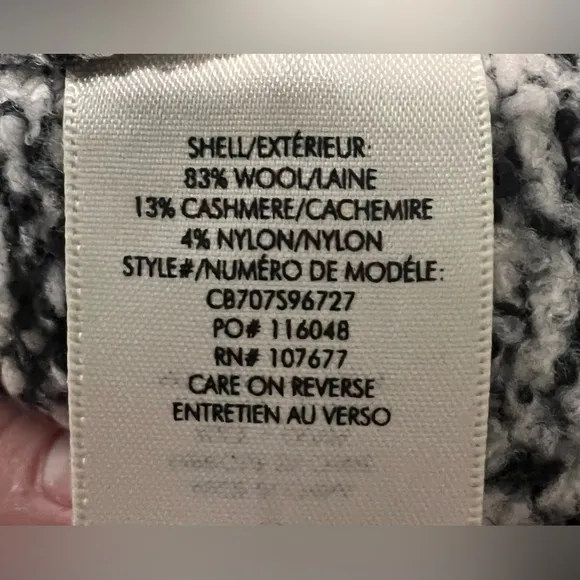 SHELL/EXTÉRIEUR:
83% WOOL/LAINE
13% CASHMERE/CACHEMIRE
4% NYLON/NYLON
STYLE#/NUMÉRO DE MODÉLE:
CB707S96727
PO# 116048
RN# 107677
CARE ON REVERSE
ENTRETIEN AU VERSO